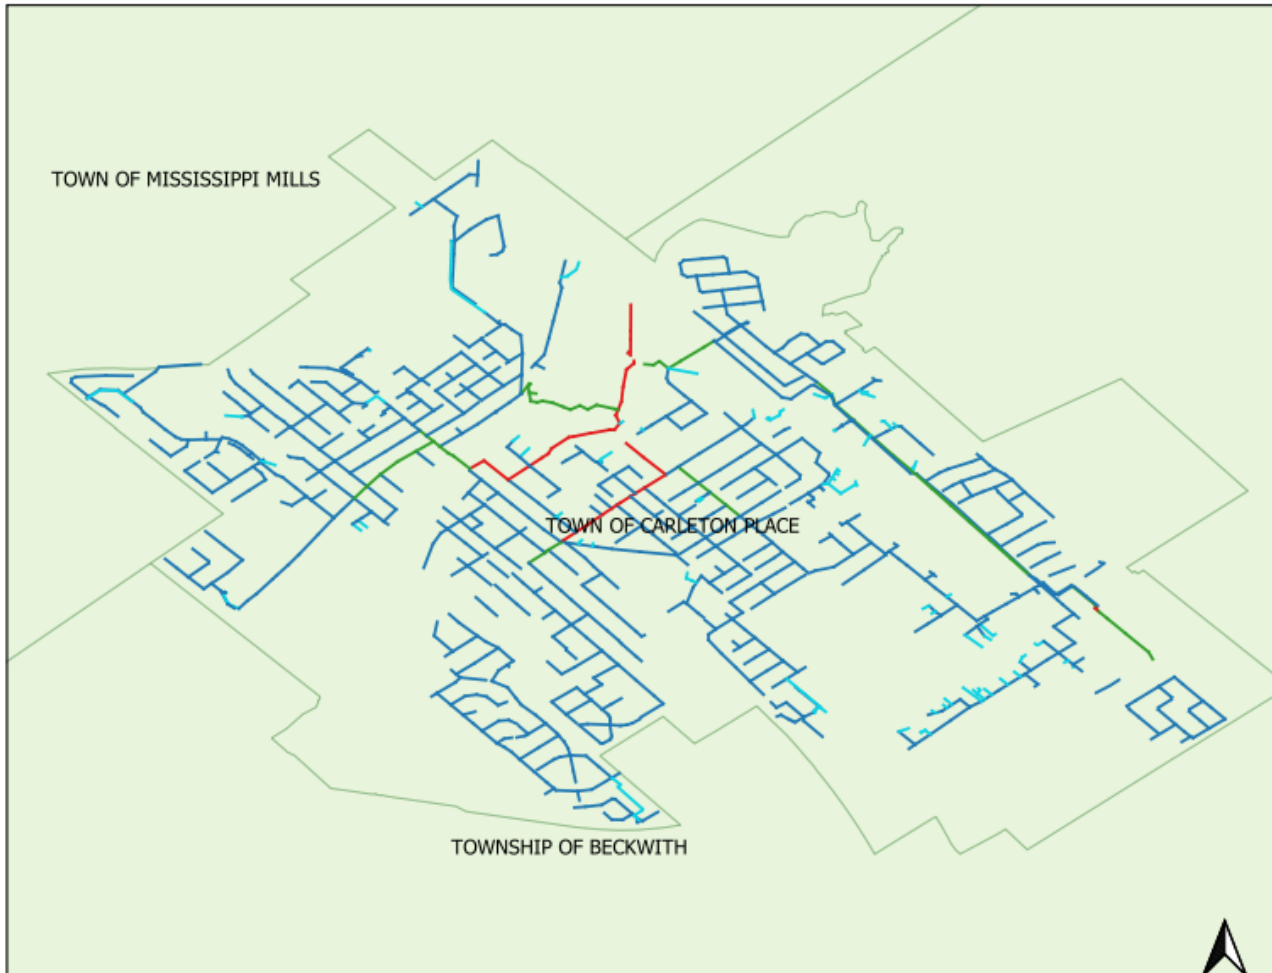 TOWN OF MISSISSIPPI MILLS
TOWN OF CARLETON PLACE
TOWNSHIP OF BECKWITH